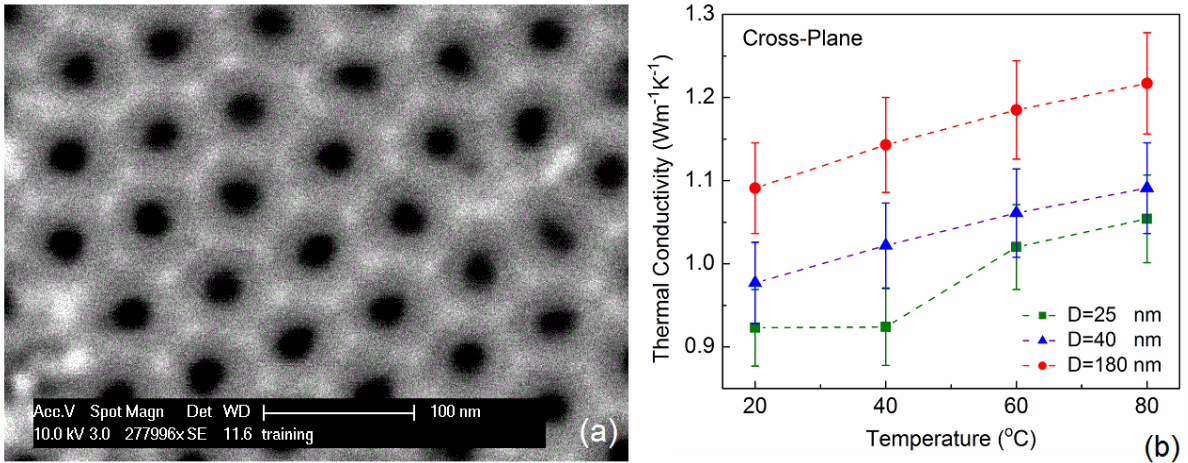 Acc.V Spot Magn Det WD 100 nm
10.0 kV 3.0 277996x SE 11.6 training
(a)
Cross-Plane
Thermal Conductivity (Wm⁻¹K⁻¹)
1.3
1.2
1.1
1.0
0.9
D=25 nm
D=40 nm
D=180 nm
20 40 60 80
Temperature (°C)
(b)